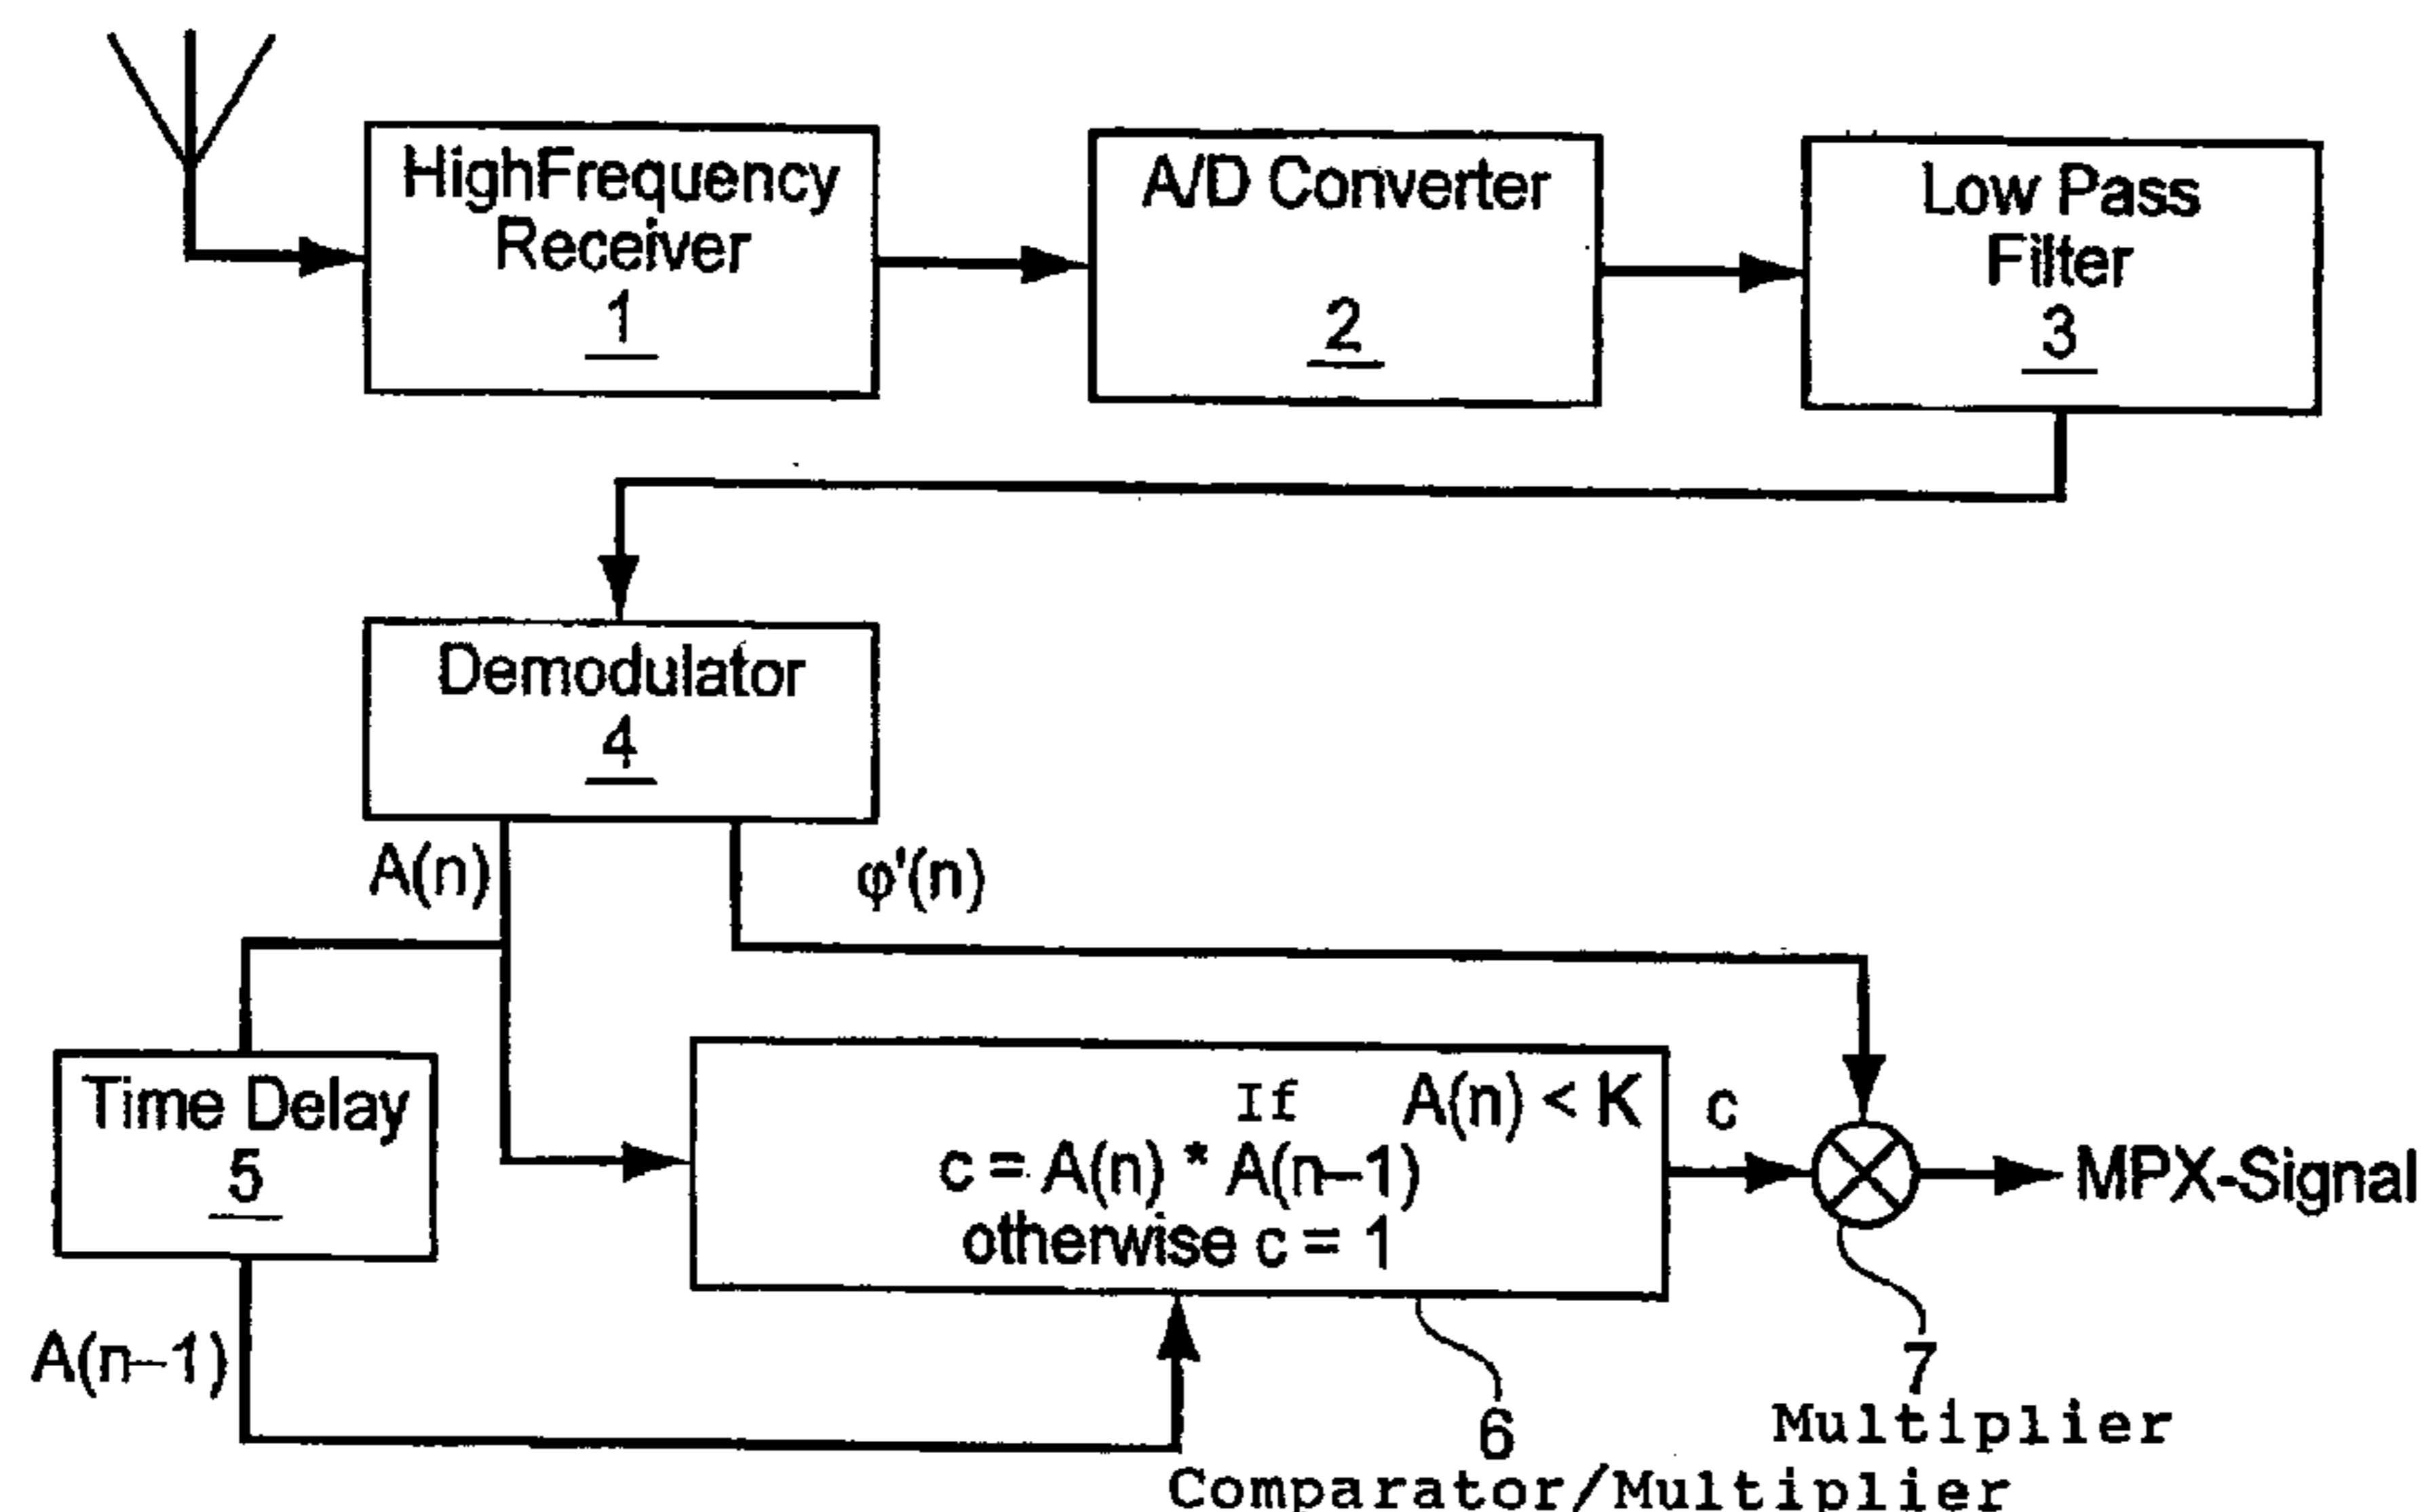 HighFrequency
Receiver
1
A/D Converter
2
Low Pass
Filter
3
Demodulator
4
A(n)
φ'(n)
Time Delay
5
If A(n) < K
c = A(n) * A(n–1)
otherwise c = 1
c
MPX-Signal
A(n–1)
6
Comparator/Multiplier
7
Multiplier